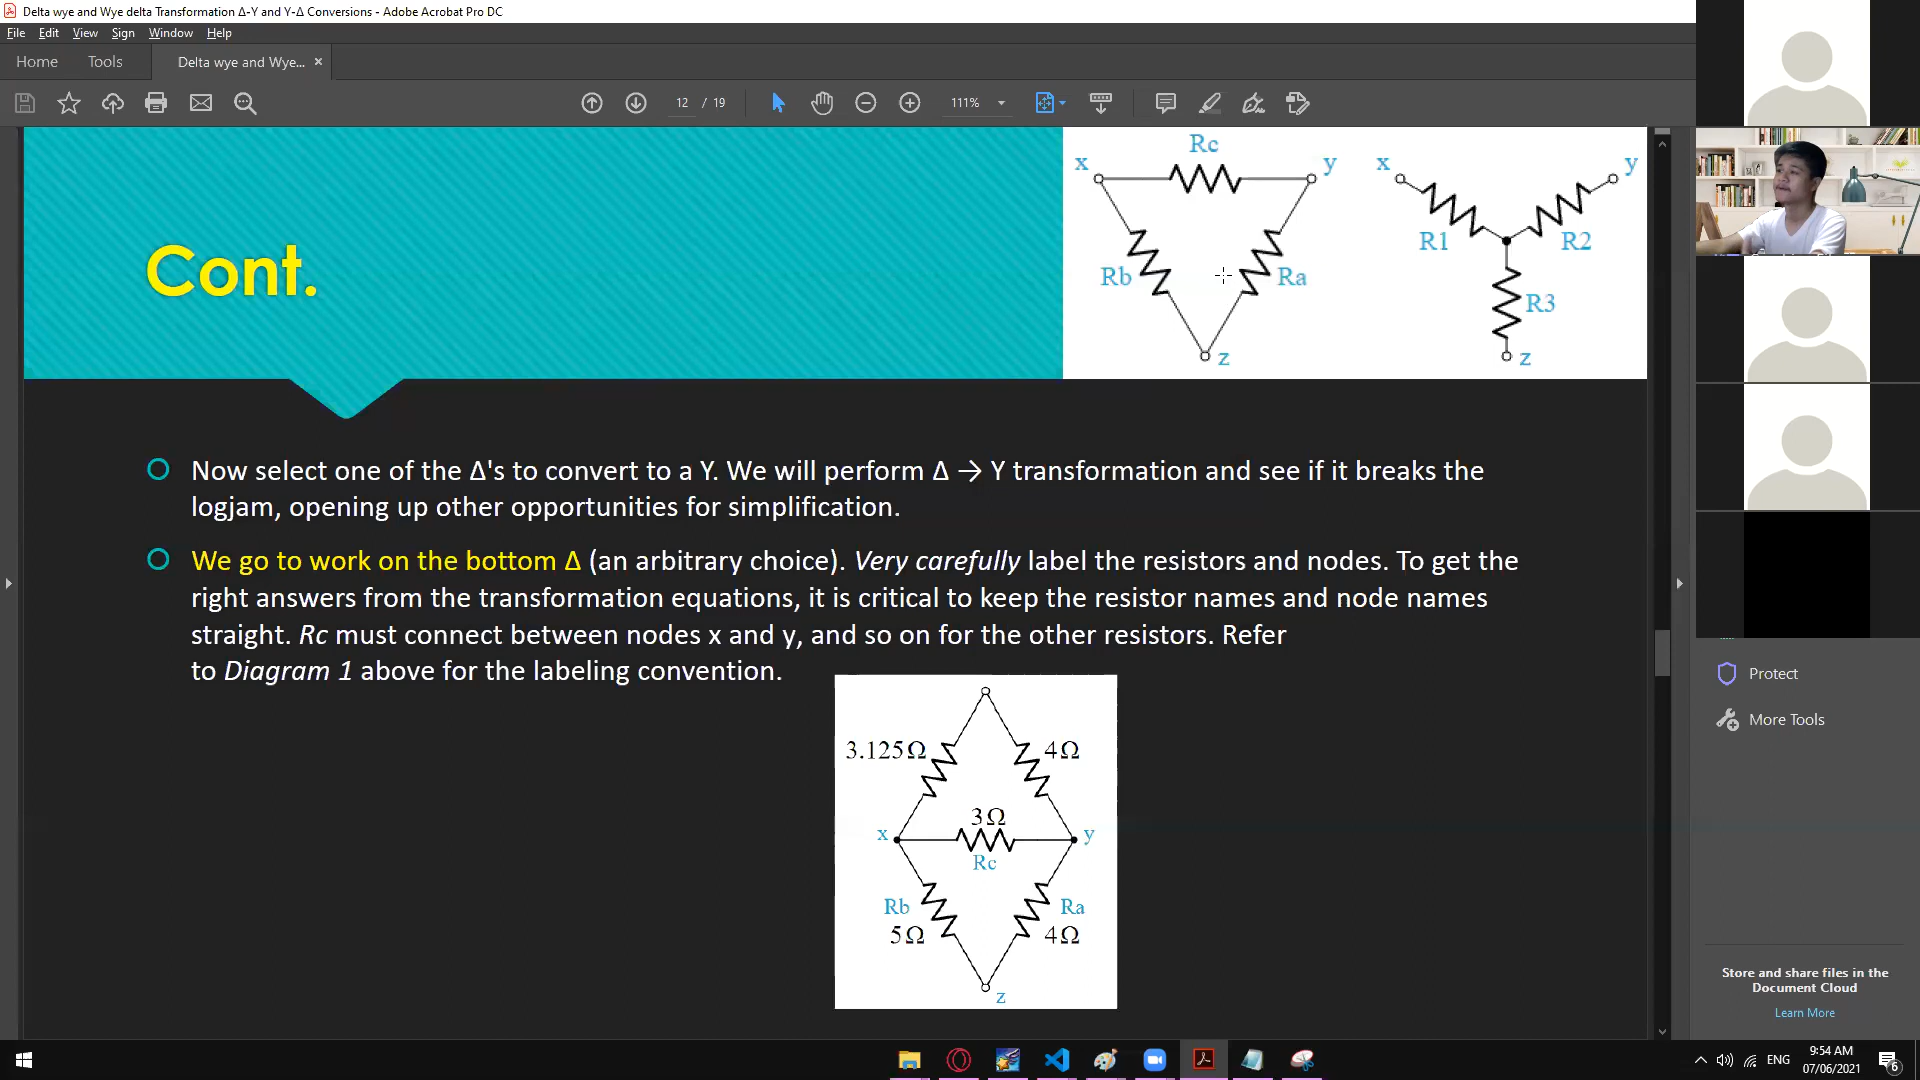 Delta wye and Wye delta Transformation Δ-Y and Y-Δ Conversions - Adobe Acrobat Pro DC
File Edit View Sign Window Help
Home Tools Delta wye and Wye... ×
12 / 19 111%
Rc
x y x y
R1 R2
Rb Ra
R3
z z
Cont.
Now select one of the Δ's to convert to a Y. We will perform Δ → Y transformation and see if it breaks the
logjam, opening up other opportunities for simplification.
We go to work on the bottom Δ (an arbitrary choice). Very carefully label the resistors and nodes. To get the
right answers from the transformation equations, it is critical to keep the resistor names and node names
straight. Rc must connect between nodes x and y, and so on for the other resistors. Refer
to Diagram 1 above for the labeling convention.
3.125Ω 4Ω
3Ω
x y
Rc
Rb Ra
5Ω 4Ω
z
Protect
More Tools
Store and share files in the
Document Cloud
Learn More
ENG
9:54 AM
07/06/2021
6